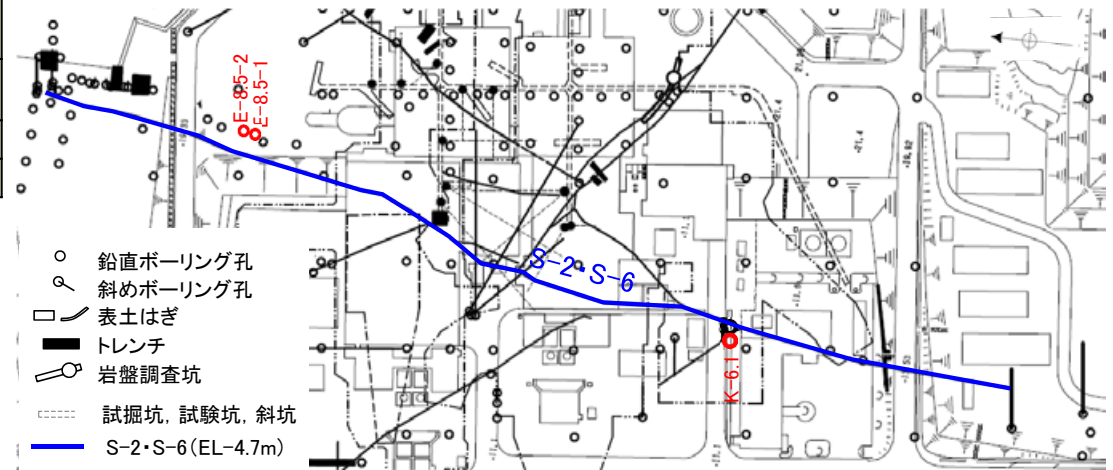 E-8.5-2
E-8.5-1
S-2・S-6
K-6.1
鉛直ボーリング孔
斜めボーリング孔
表土はぎ
トレンチ
岩盤調査坑
試掘坑，試験坑，斜坑
S-2・S-6（EL-4.7m）